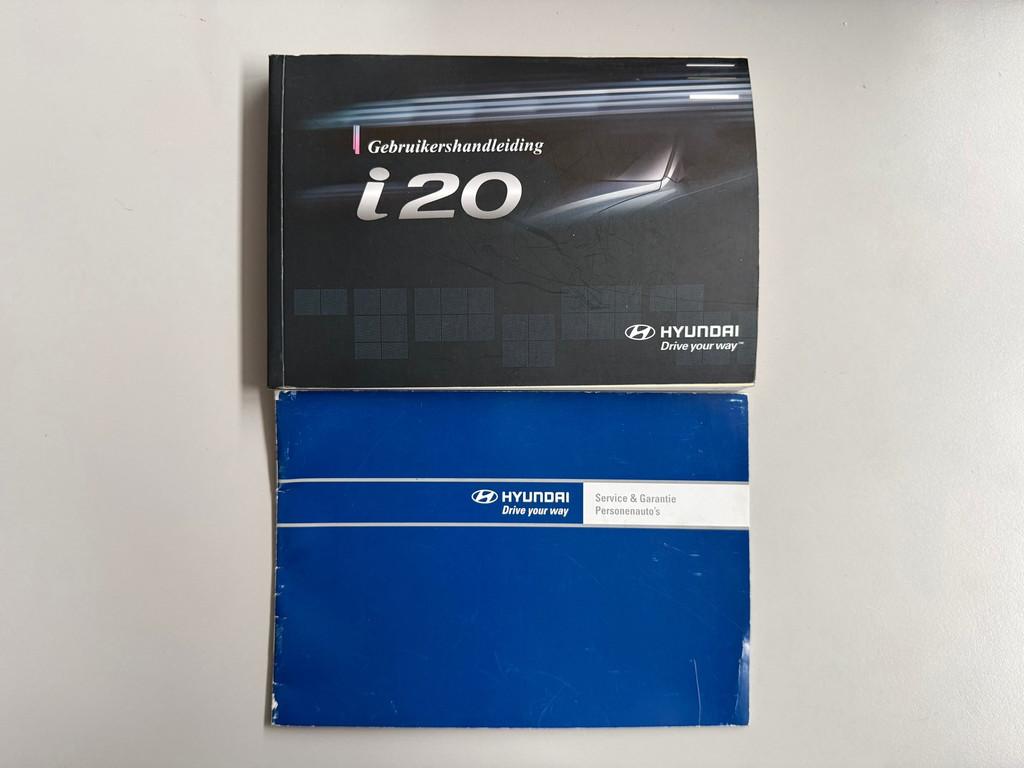 Gebruikershandleiding
i20
HYUNDAI
Drive your way™
HYUNDAI
Drive your way
Service & Garantie
Personenauto's